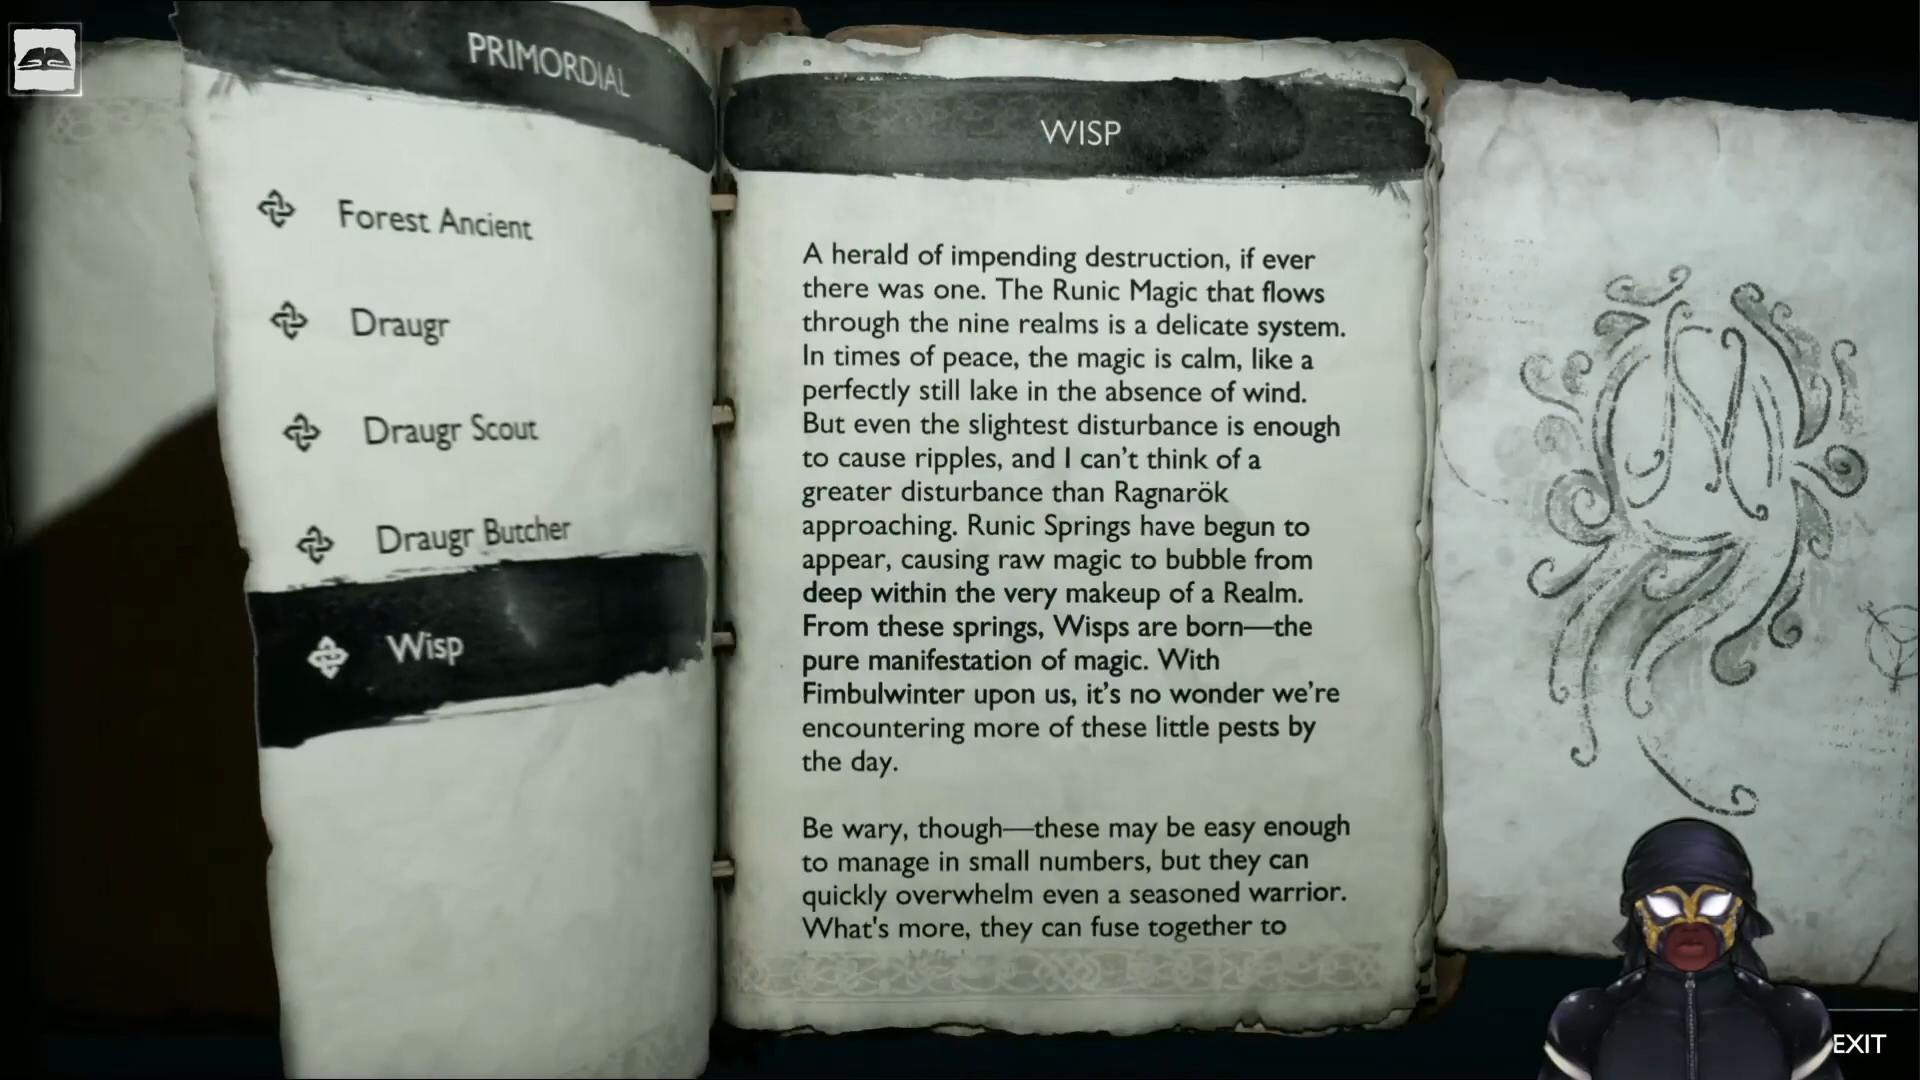 PRIMORDIAL
Forest Ancient
Draugr
Draugr Scout
Draugr Butcher
Wisp
WISP
A herald of impending destruction, if ever
there was one. The Runic Magic that flows
through the nine realms is a delicate system.
In times of peace, the magic is calm, like a
perfectly still lake in the absence of wind.
But even the slightest disturbance is enough
to cause ripples, and I can't think of a
greater disturbance than Ragnarök
approaching. Runic Springs have begun to
appear, causing raw magic to bubble from
deep within the very makeup of a Realm.
From these springs, Wisps are born—the
pure manifestation of magic. With
Fimbulwinter upon us, it's no wonder we're
encountering more of these little pests by
the day.
Be wary, though—these may be easy enough
to manage in small numbers, but they can
quickly overwhelm even a seasoned warrior.
What's more, they can fuse together to
EXIT